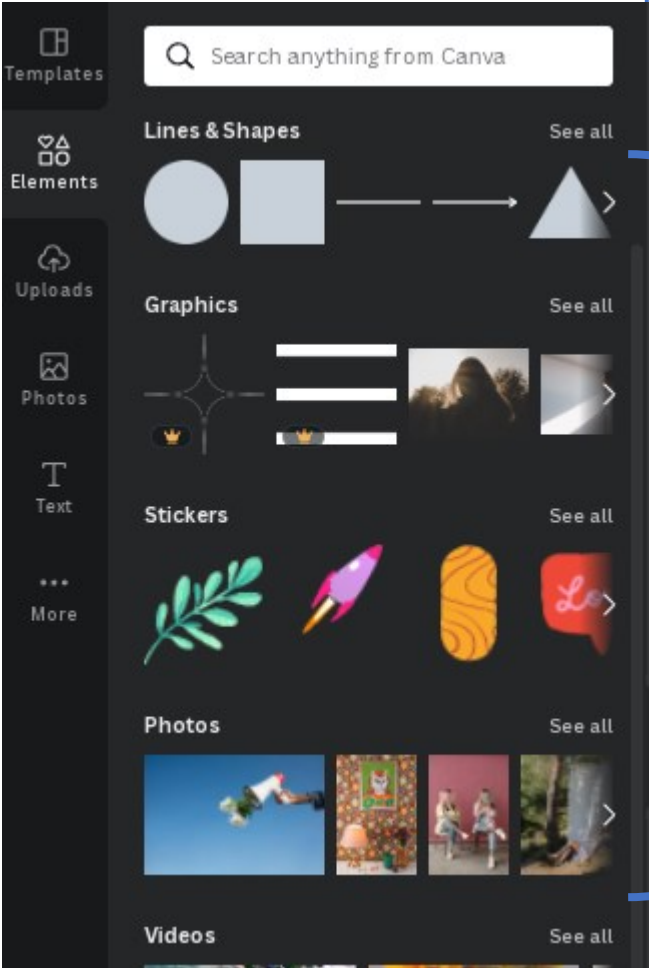 Templates
Elements
Uploads
Photos
Text
More
Search anything from Canva
Lines & Shapes See all
Graphics See all
Stickers See all
Lo
Photos See all
Videos See all